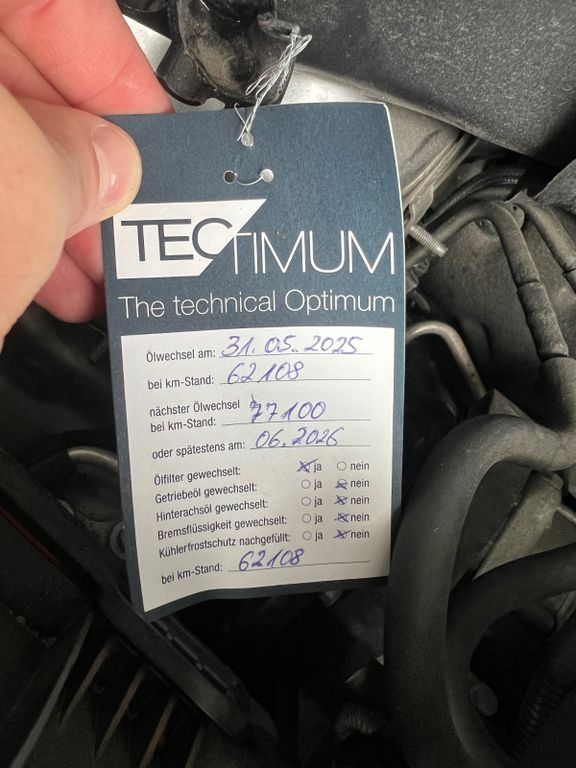 TECTIMUM
The technical Optimum
Ölwechsel am: 31.05.2025
bei km-Stand: 62108
nächster Ölwechsel
bei km-Stand: 77100
oder spätestens am: 06.2026
Ölfilter gewechselt: ja nein
Getriebeöl gewechselt: ja nein
Hinterachsöl gewechselt: ja nein
Bremsflüssigkeit gewechselt: ja nein
Kühlerfrostschutz nachgefüllt: ja nein
bei km-Stand: 62108